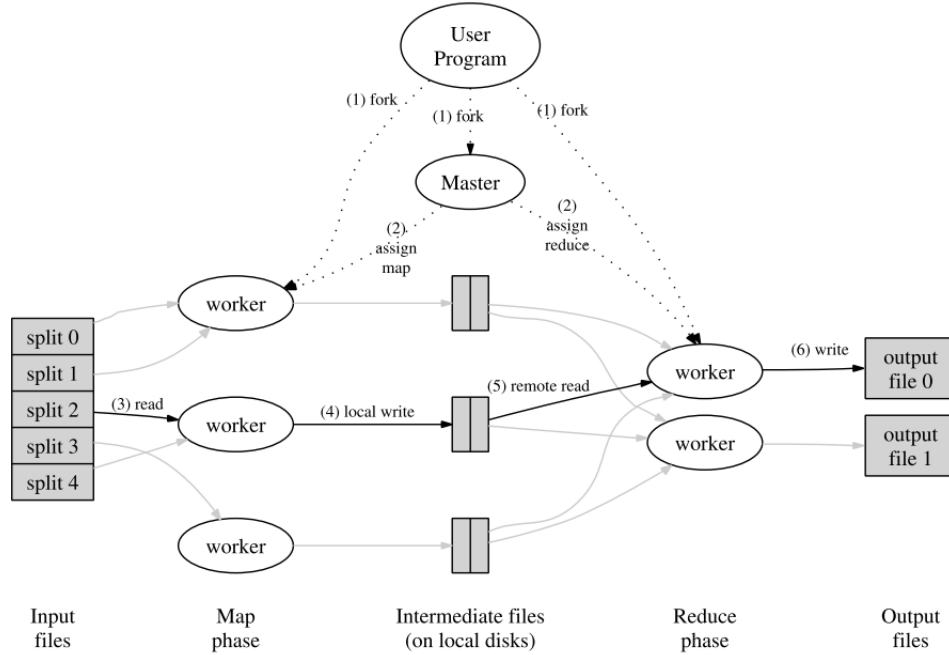 User
Program
(1) fork
(1) fork
(1) fork
Master
(2)
assign
map
(2)
assign
reduce
worker
split 0
split 1
split 2
split 3
split 4
(3) read
worker
(4) local write
(5) remote read
worker
(6) write
output
file 0
worker
output
file 1
worker
Input
files
Map
phase
Intermediate files
(on local disks)
Reduce
phase
Output
files